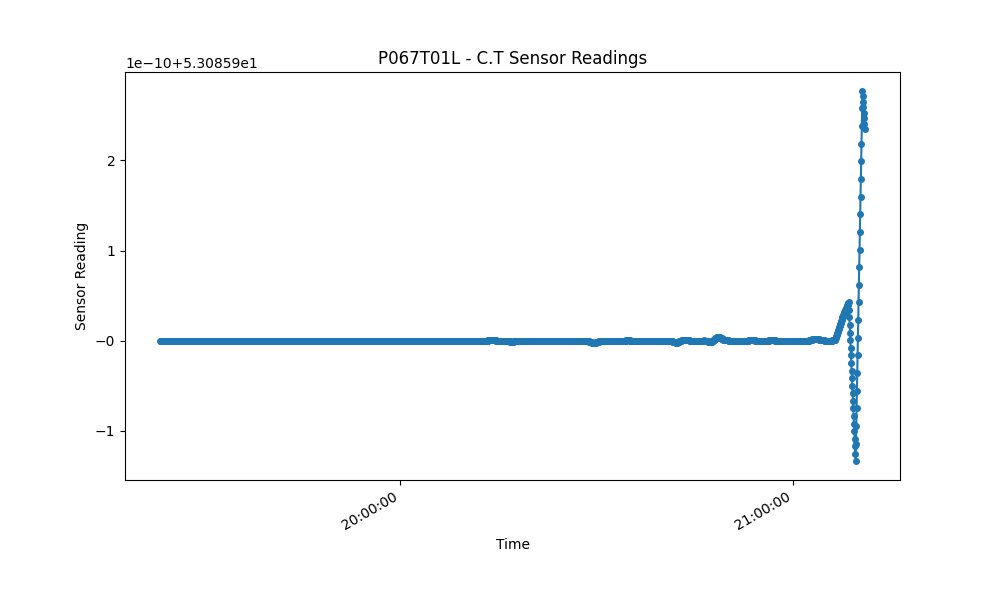 P067T01L - C.T Sensor Readings
1e−10+5.30859e1
2
1
−0
−1
Sensor Reading
20:00:00
21:00:00
Time